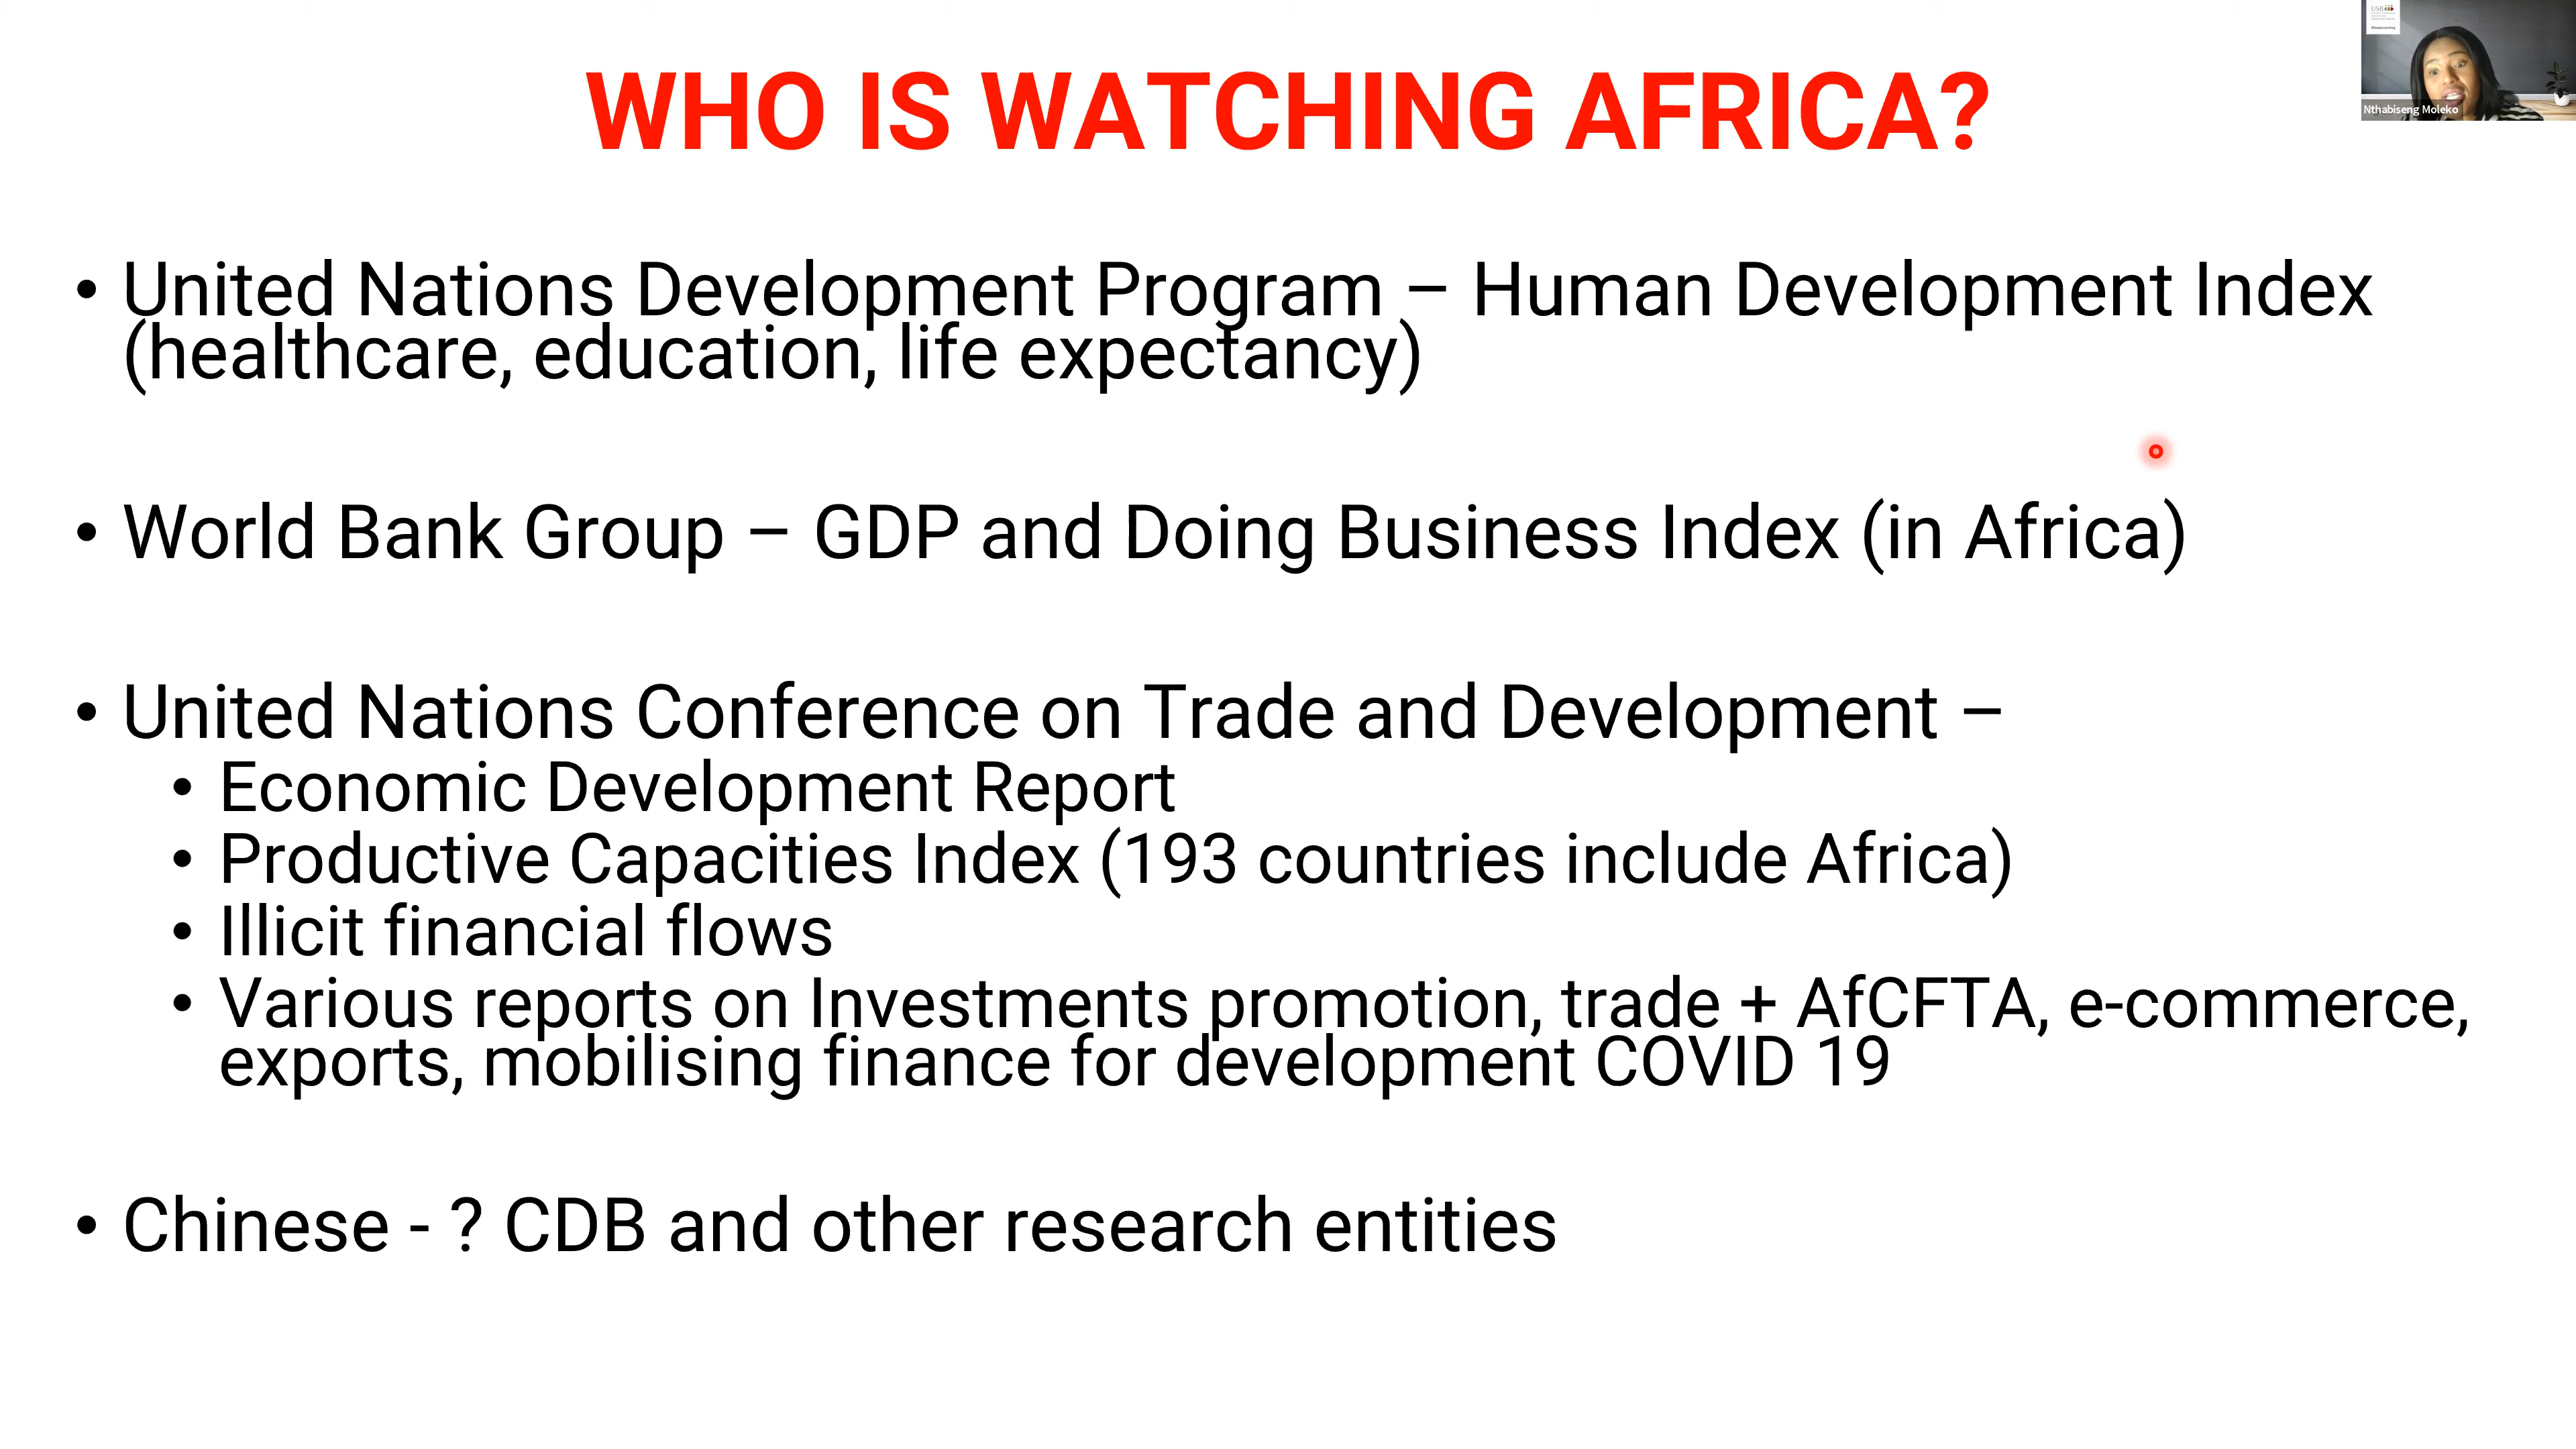 WHO IS WATCHING AFRICA?
USB
Nthabiseng Moleko
• United Nations Development Program – Human Development Index
(healthcare, education, life expectancy)
• World Bank Group – GDP and Doing Business Index (in Africa)
• United Nations Conference on Trade and Development –
• Economic Development Report
• Productive Capacities Index (193 countries include Africa)
• Illicit financial flows
• Various reports on Investments promotion, trade + AfCFTA, e-commerce,
exports, mobilising finance for development COVID 19
• Chinese - ? CDB and other research entities